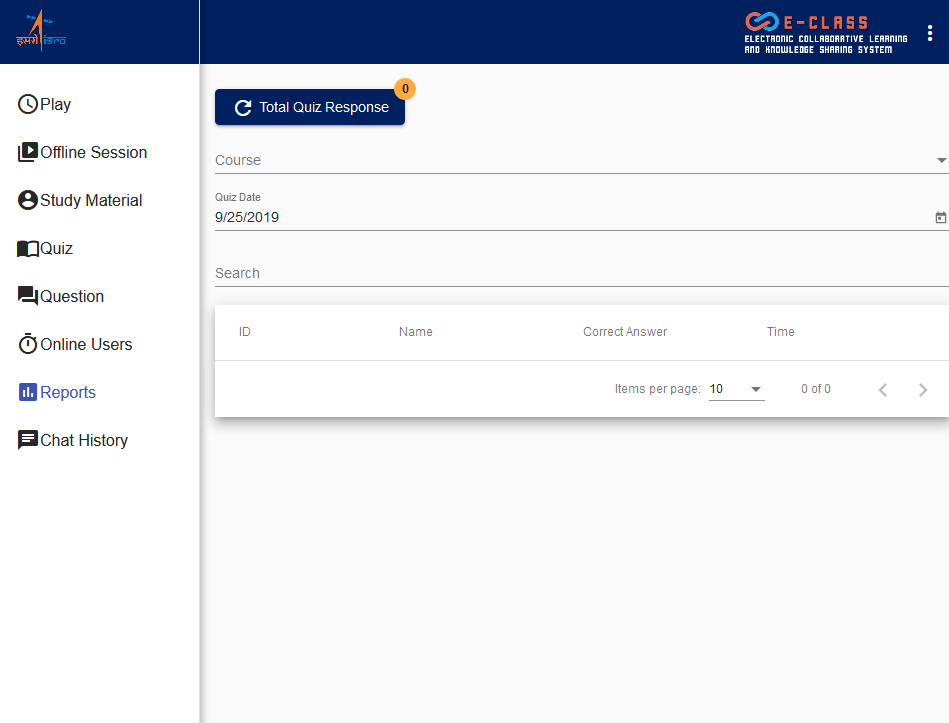 इसरो isro
E-CLASS
ELECTRONIC COLLABORATIVE LEARNING
AND KNOWLEDGE SHARING SYSTEM
Play
Offline Session
Study Material
Quiz
Question
Online Users
Reports
Chat History
Total Quiz Response
0
Course
Quiz Date
9/25/2019
Search
ID Name Correct Answer Time
Items per page: 10 0 of 0